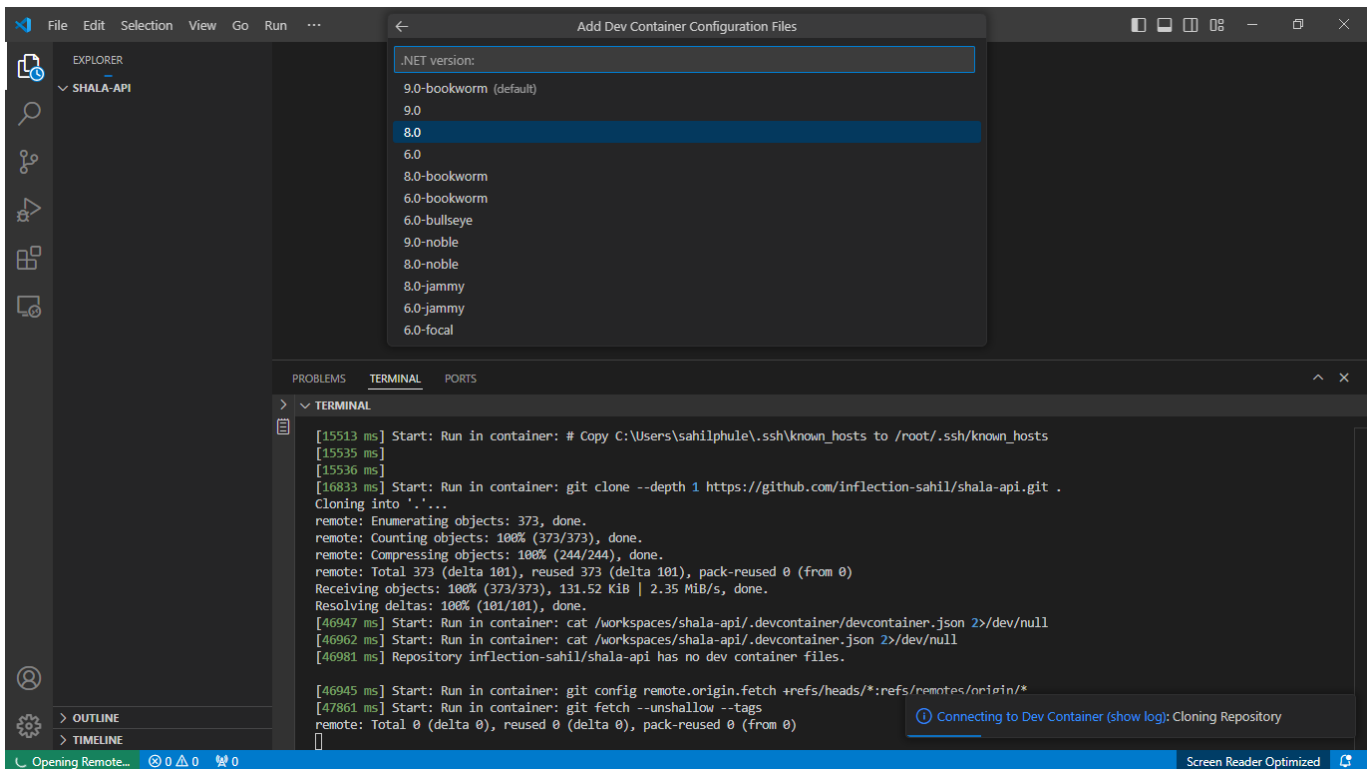 File Edit Selection View Go Run ···
Add Dev Container Configuration Files
EXPLORER
SHALA-API
.NET version:
9.0-bookworm (default)
9.0
8.0
6.0
8.0-bookworm
6.0-bookworm
6.0-bullseye
9.0-noble
8.0-noble
8.0-jammy
6.0-jammy
6.0-focal
PROBLEMS TERMINAL PORTS
TERMINAL
[15513 ms] Start: Run in container: # Copy C:\Users\sahilphule\.ssh\known_hosts to /root/.ssh/known_hosts
[15535 ms]
[15536 ms]
[16833 ms] Start: Run in container: git clone --depth 1 https://github.com/inflection-sahil/shala-api.git .
Cloning into '.'...
remote: Enumerating objects: 373, done.
remote: Counting objects: 100% (373/373), done.
remote: Compressing objects: 100% (244/244), done.
remote: Total 373 (delta 101), reused 373 (delta 101), pack-reused 0 (from 0)
Receiving objects: 100% (373/373), 131.52 KiB | 2.35 MiB/s, done.
Resolving deltas: 100% (101/101), done.
[46947 ms] Start: Run in container: cat /workspaces/shala-api/.devcontainer/devcontainer.json 2>/dev/null
[46962 ms] Start: Run in container: cat /workspaces/shala-api/.devcontainer.json 2>/dev/null
[46981 ms] Repository inflection-sahil/shala-api has no dev container files.
[46945 ms] Start: Run in container: git config remote.origin.fetch +refs/heads/*:refs/remotes/origin/*
[47861 ms] Start: Run in container: git fetch --unshallow --tags
remote: Total 0 (delta 0), reused 0 (delta 0), pack-reused 0 (from 0)
Connecting to Dev Container (show log): Cloning Repository
OUTLINE
TIMELINE
Opening Remote... 0 0 0 Screen Reader Optimized